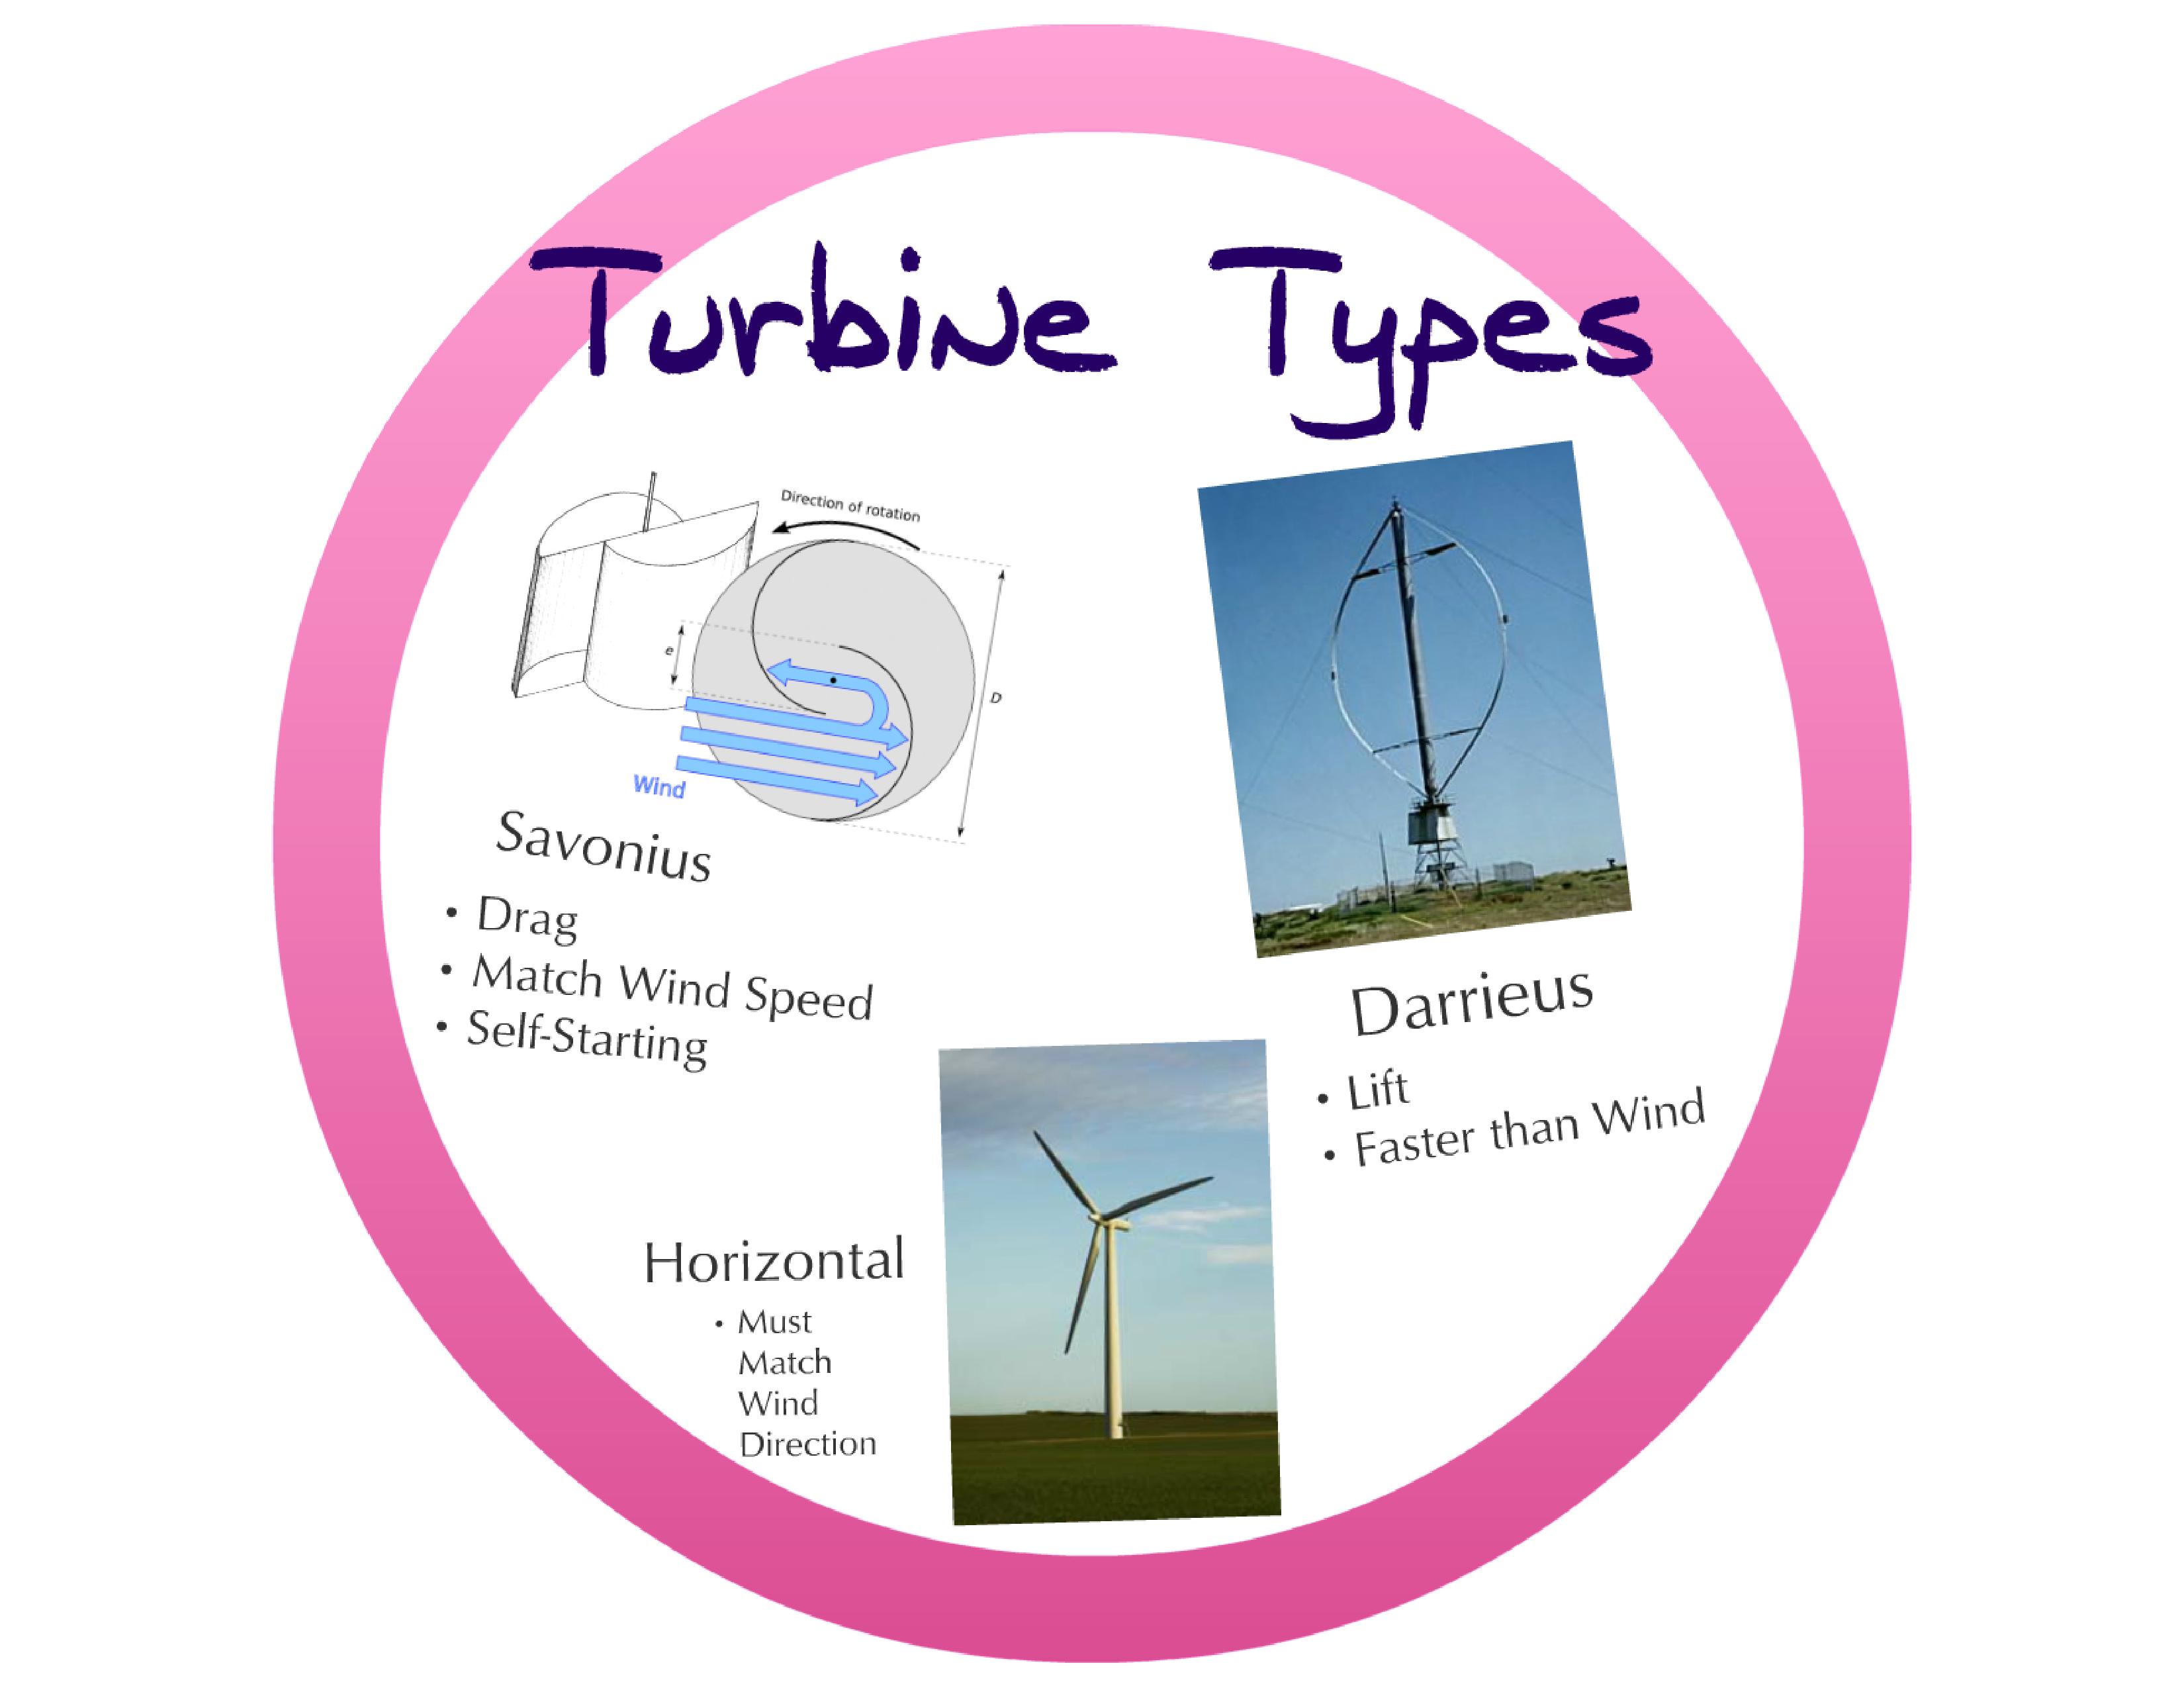 Turbine Types
Direction of rotation
e
D
Wind
Savonius
• Drag
• Match Wind Speed
• Self-Starting
Darrieus
• Lift
• Faster than Wind
Horizontal
• Must
Match
Wind
Direction